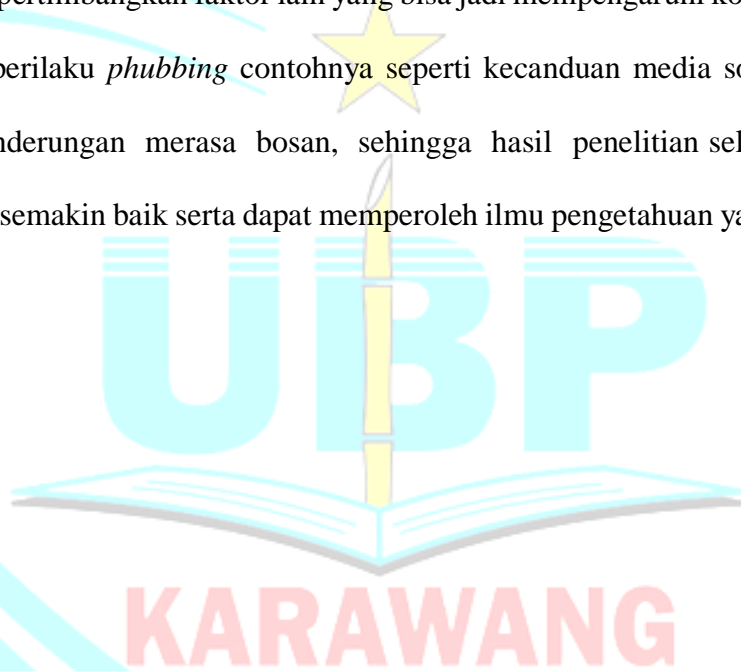 pertimbangkan faktor lain yang bisa jadi mempengaruhi ko
perilaku phubbing contohnya seperti kecanduan media so
nderungan merasa bosan, sehingga hasil penelitian sel
semakin baik serta dapat memperoleh ilmu pengetahuan ya
UBP
KARAWANG